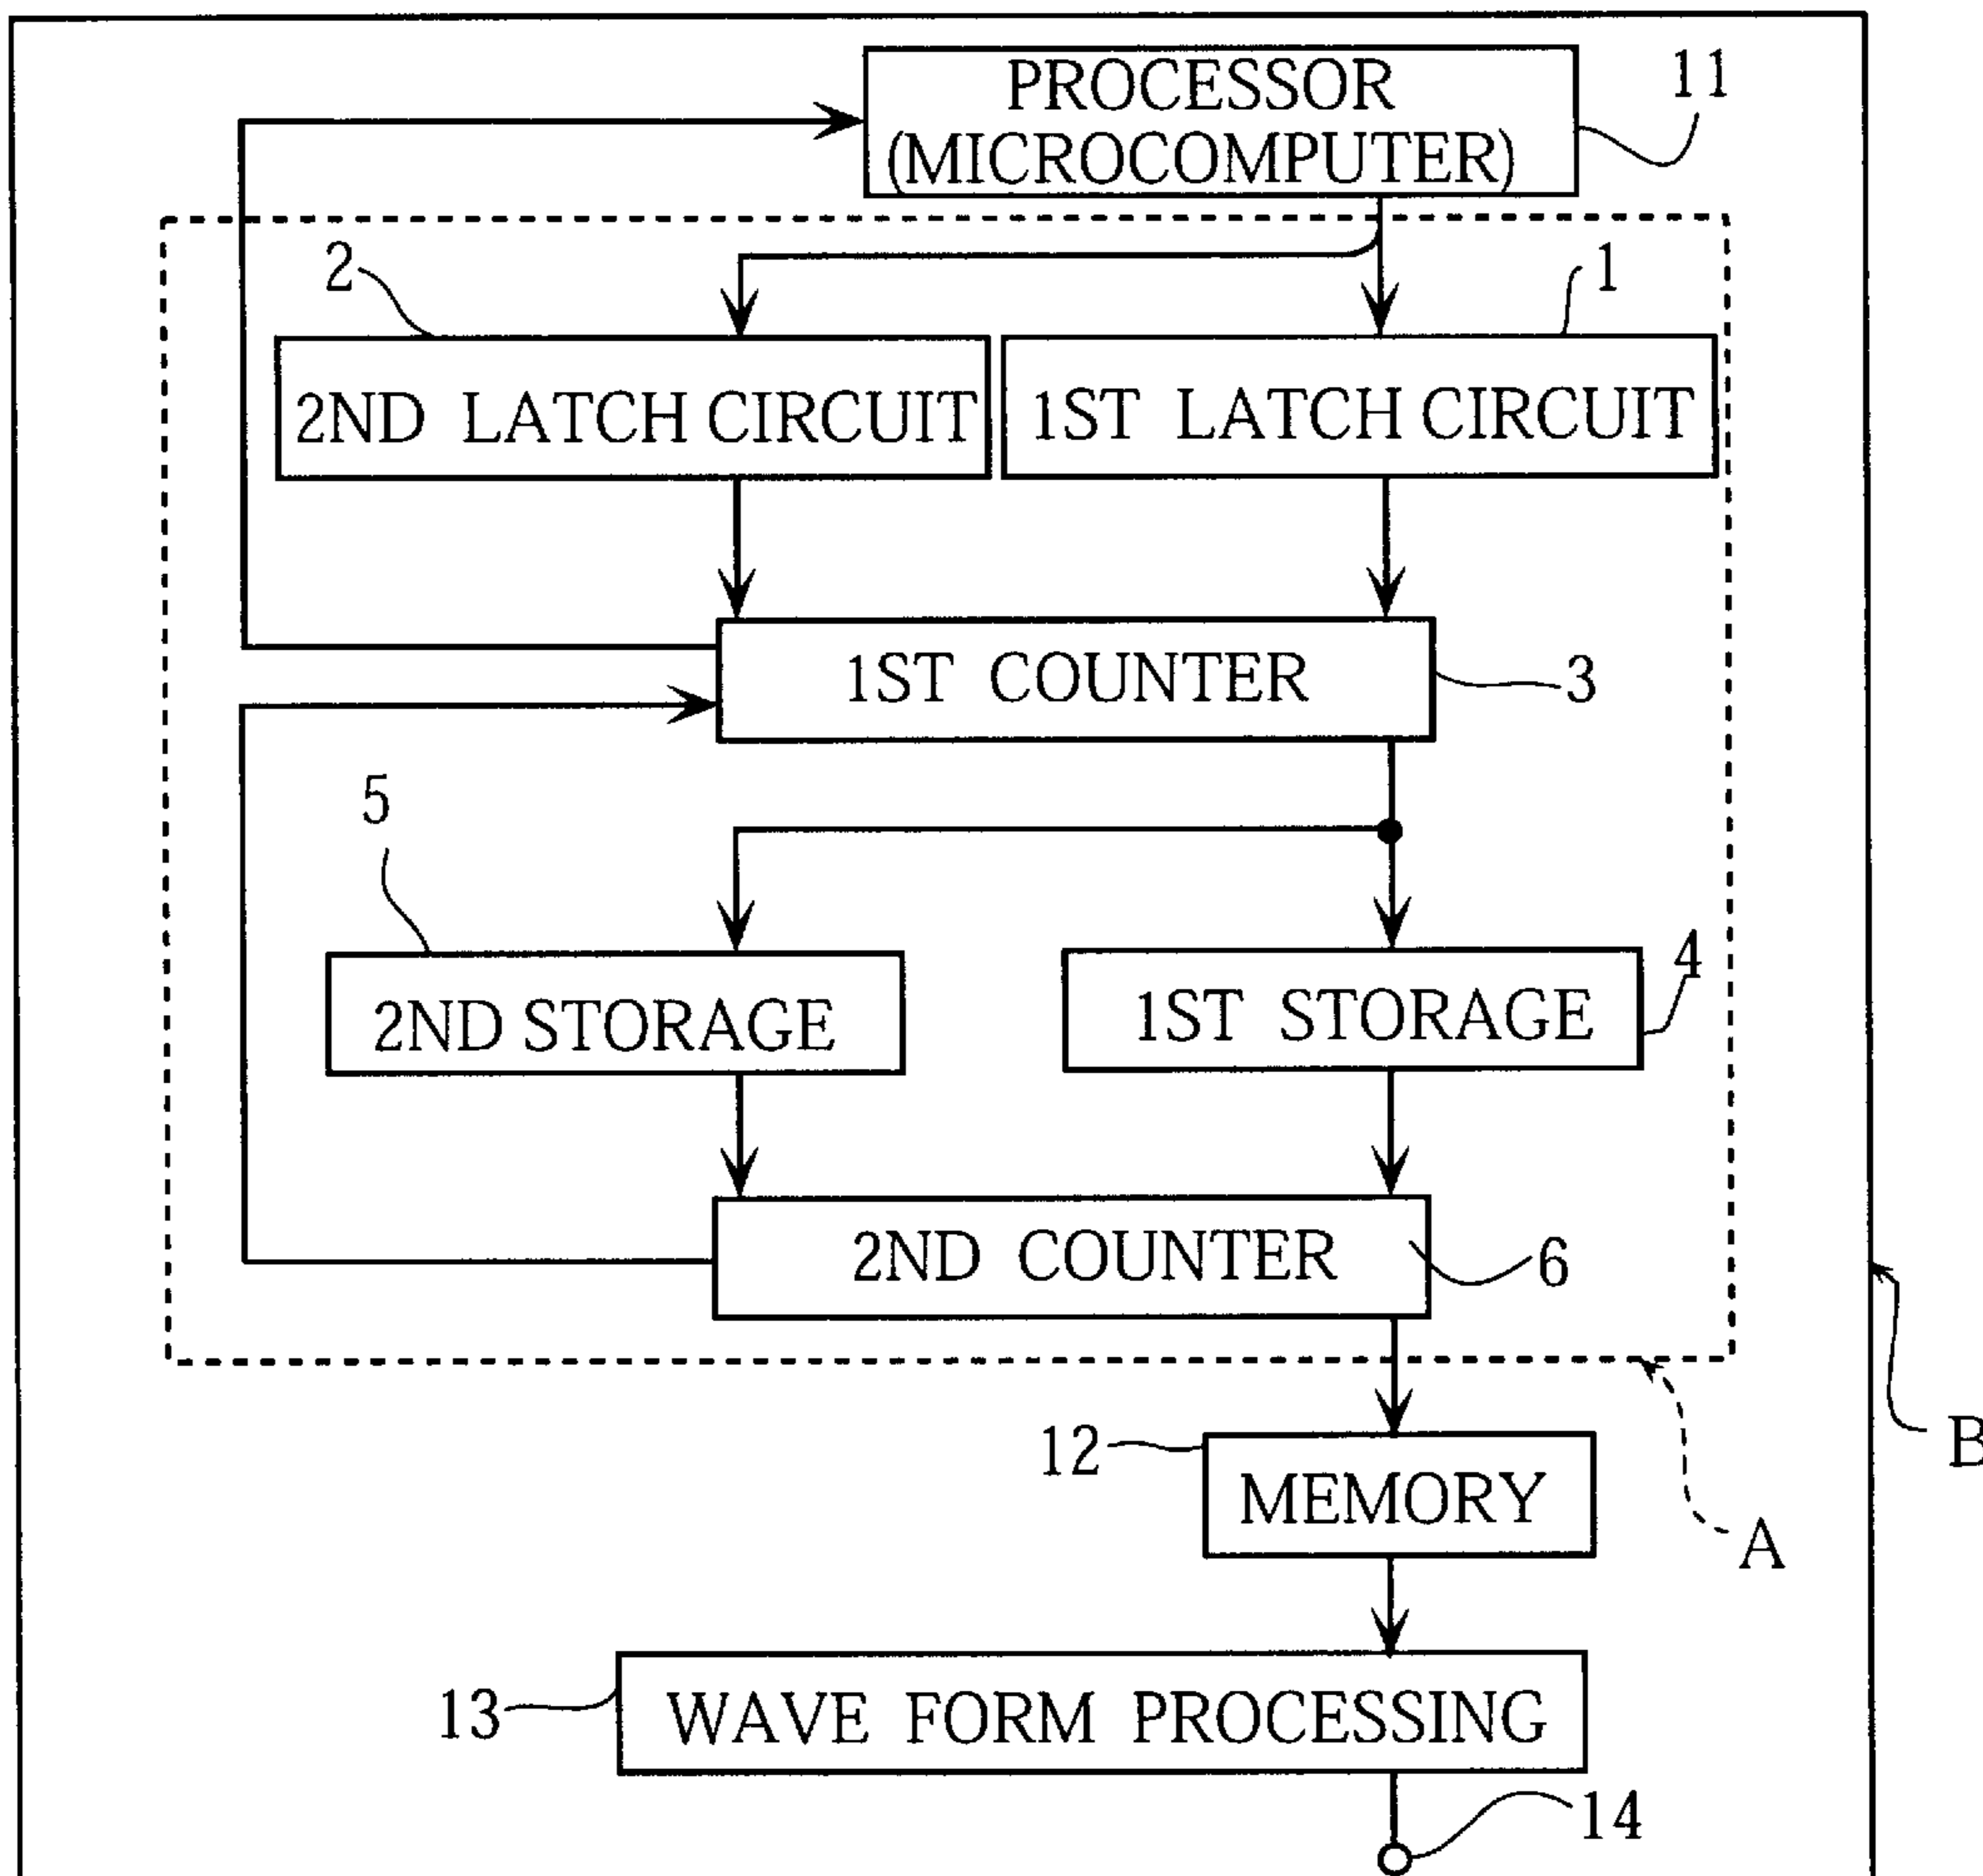 PROCESSOR
(MICROCOMPUTER)
11
2
1
2ND LATCH CIRCUIT
1ST LATCH CIRCUIT
1ST COUNTER
3
5
4
2ND STORAGE
1ST STORAGE
2ND COUNTER
6
B
12
MEMORY
A
13
WAVE FORM PROCESSING
14